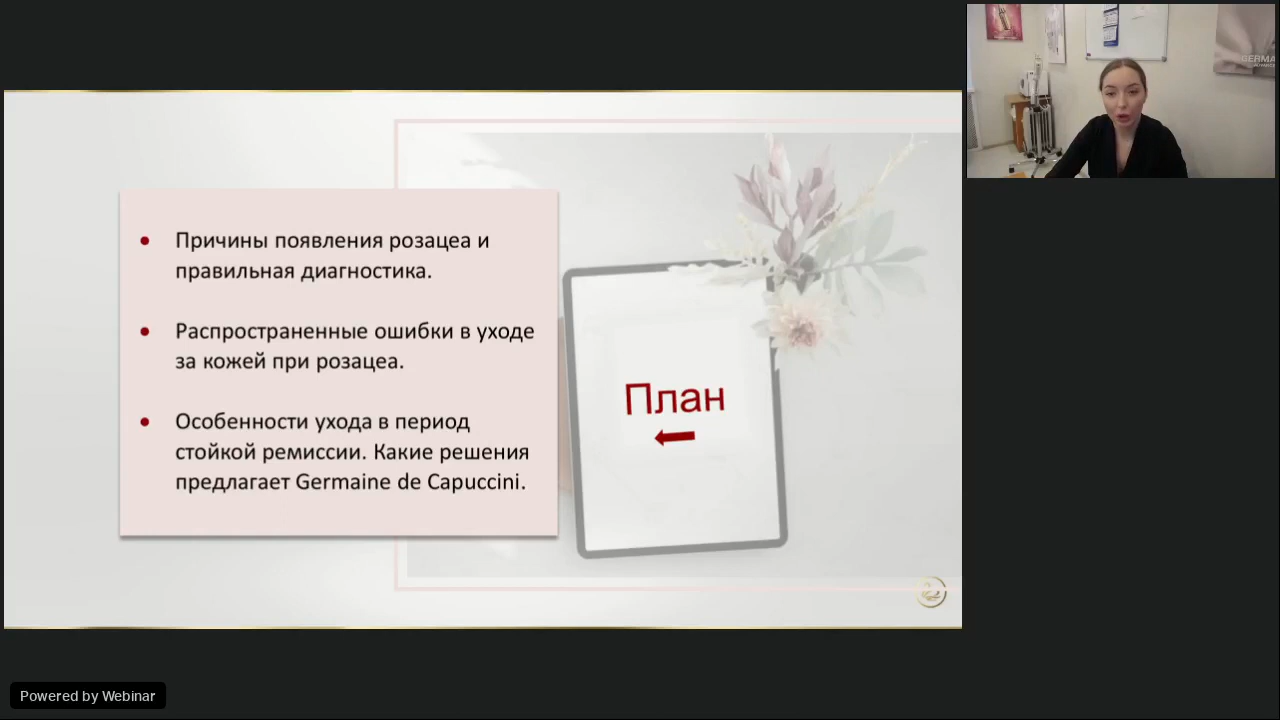 Причины появления розацеа и
правильная диагностика.
Распространенные ошибки в уходе
за кожей при розацеа.
Особенности ухода в период
стойкой ремиссии. Какие решения
предлагает Germaine de Capuccini.
План
Powered by Webinar